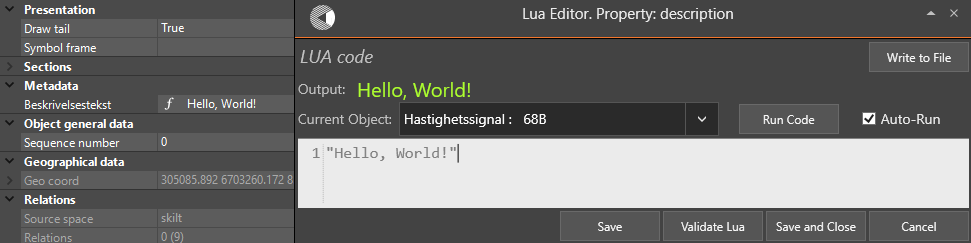 Presentation
Draw tail True
Symbol frame
Sections
Metadata
Beskrivelsestekst f Hello, World!
Object general data
Sequence number 0
Geographical data
Geo coord 305085.892 6703260.172 8
Relations
Source space skilt
Relations 0 (9)
Lua Editor. Property: description
LUA code
Write to File
Output: Hello, World!
Current Object: Hastighetssignal : 68B
Run Code
Auto-Run
1 "Hello, World!"
Save
Validate Lua
Save and Close
Cancel